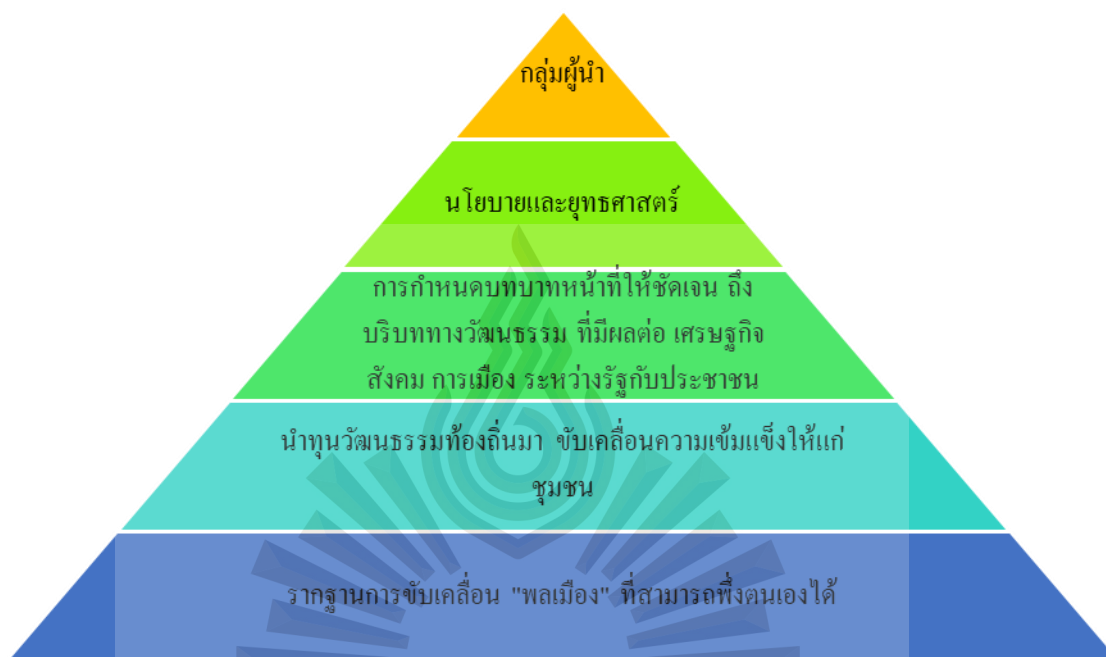 กลุ่มผู้นำ
นโยบายและยุทธศาสตร์
การกำหนดบทบาทหน้าที่ให้ชัดเจน ถึง
บริบททางวัฒนธรรม ที่มีผลต่อ เศรษฐกิจ
สังคม การเมือง ระหว่างรัฐกับประชาชน
นำทุนวัฒนธรรมท้องถิ่นมา ขับเคลื่อนความเข้มแข็งให้แก่
ชุมชน
รากฐานการขับเคลื่อน "พลเมือง" ที่สามารถพึ่งตนเองได้